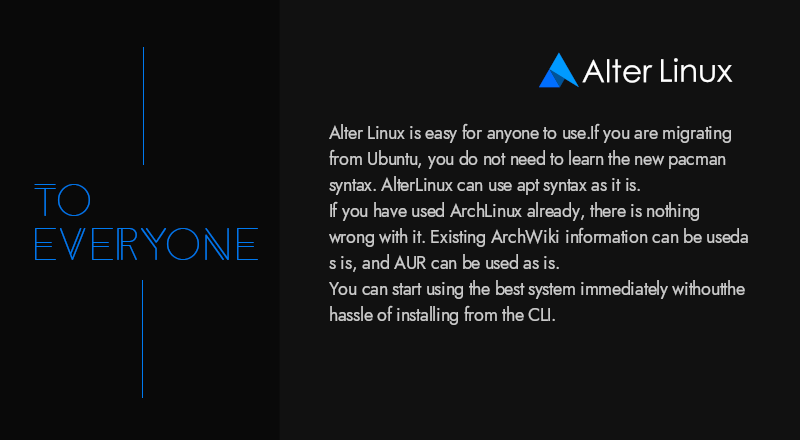 TO
EVERYONE
Alter Linux
Alter Linux is easy for anyone to use.If you are migrating
from Ubuntu, you do not need to learn the new pacman
syntax. AlterLinux can use apt syntax as it is.
If you have used ArchLinux already, there is nothing
wrong with it. Existing ArchWiki information can be useda
s is, and AUR can be used as is.
You can start using the best system immediately withoutthe
hassle of installing from the CLI.